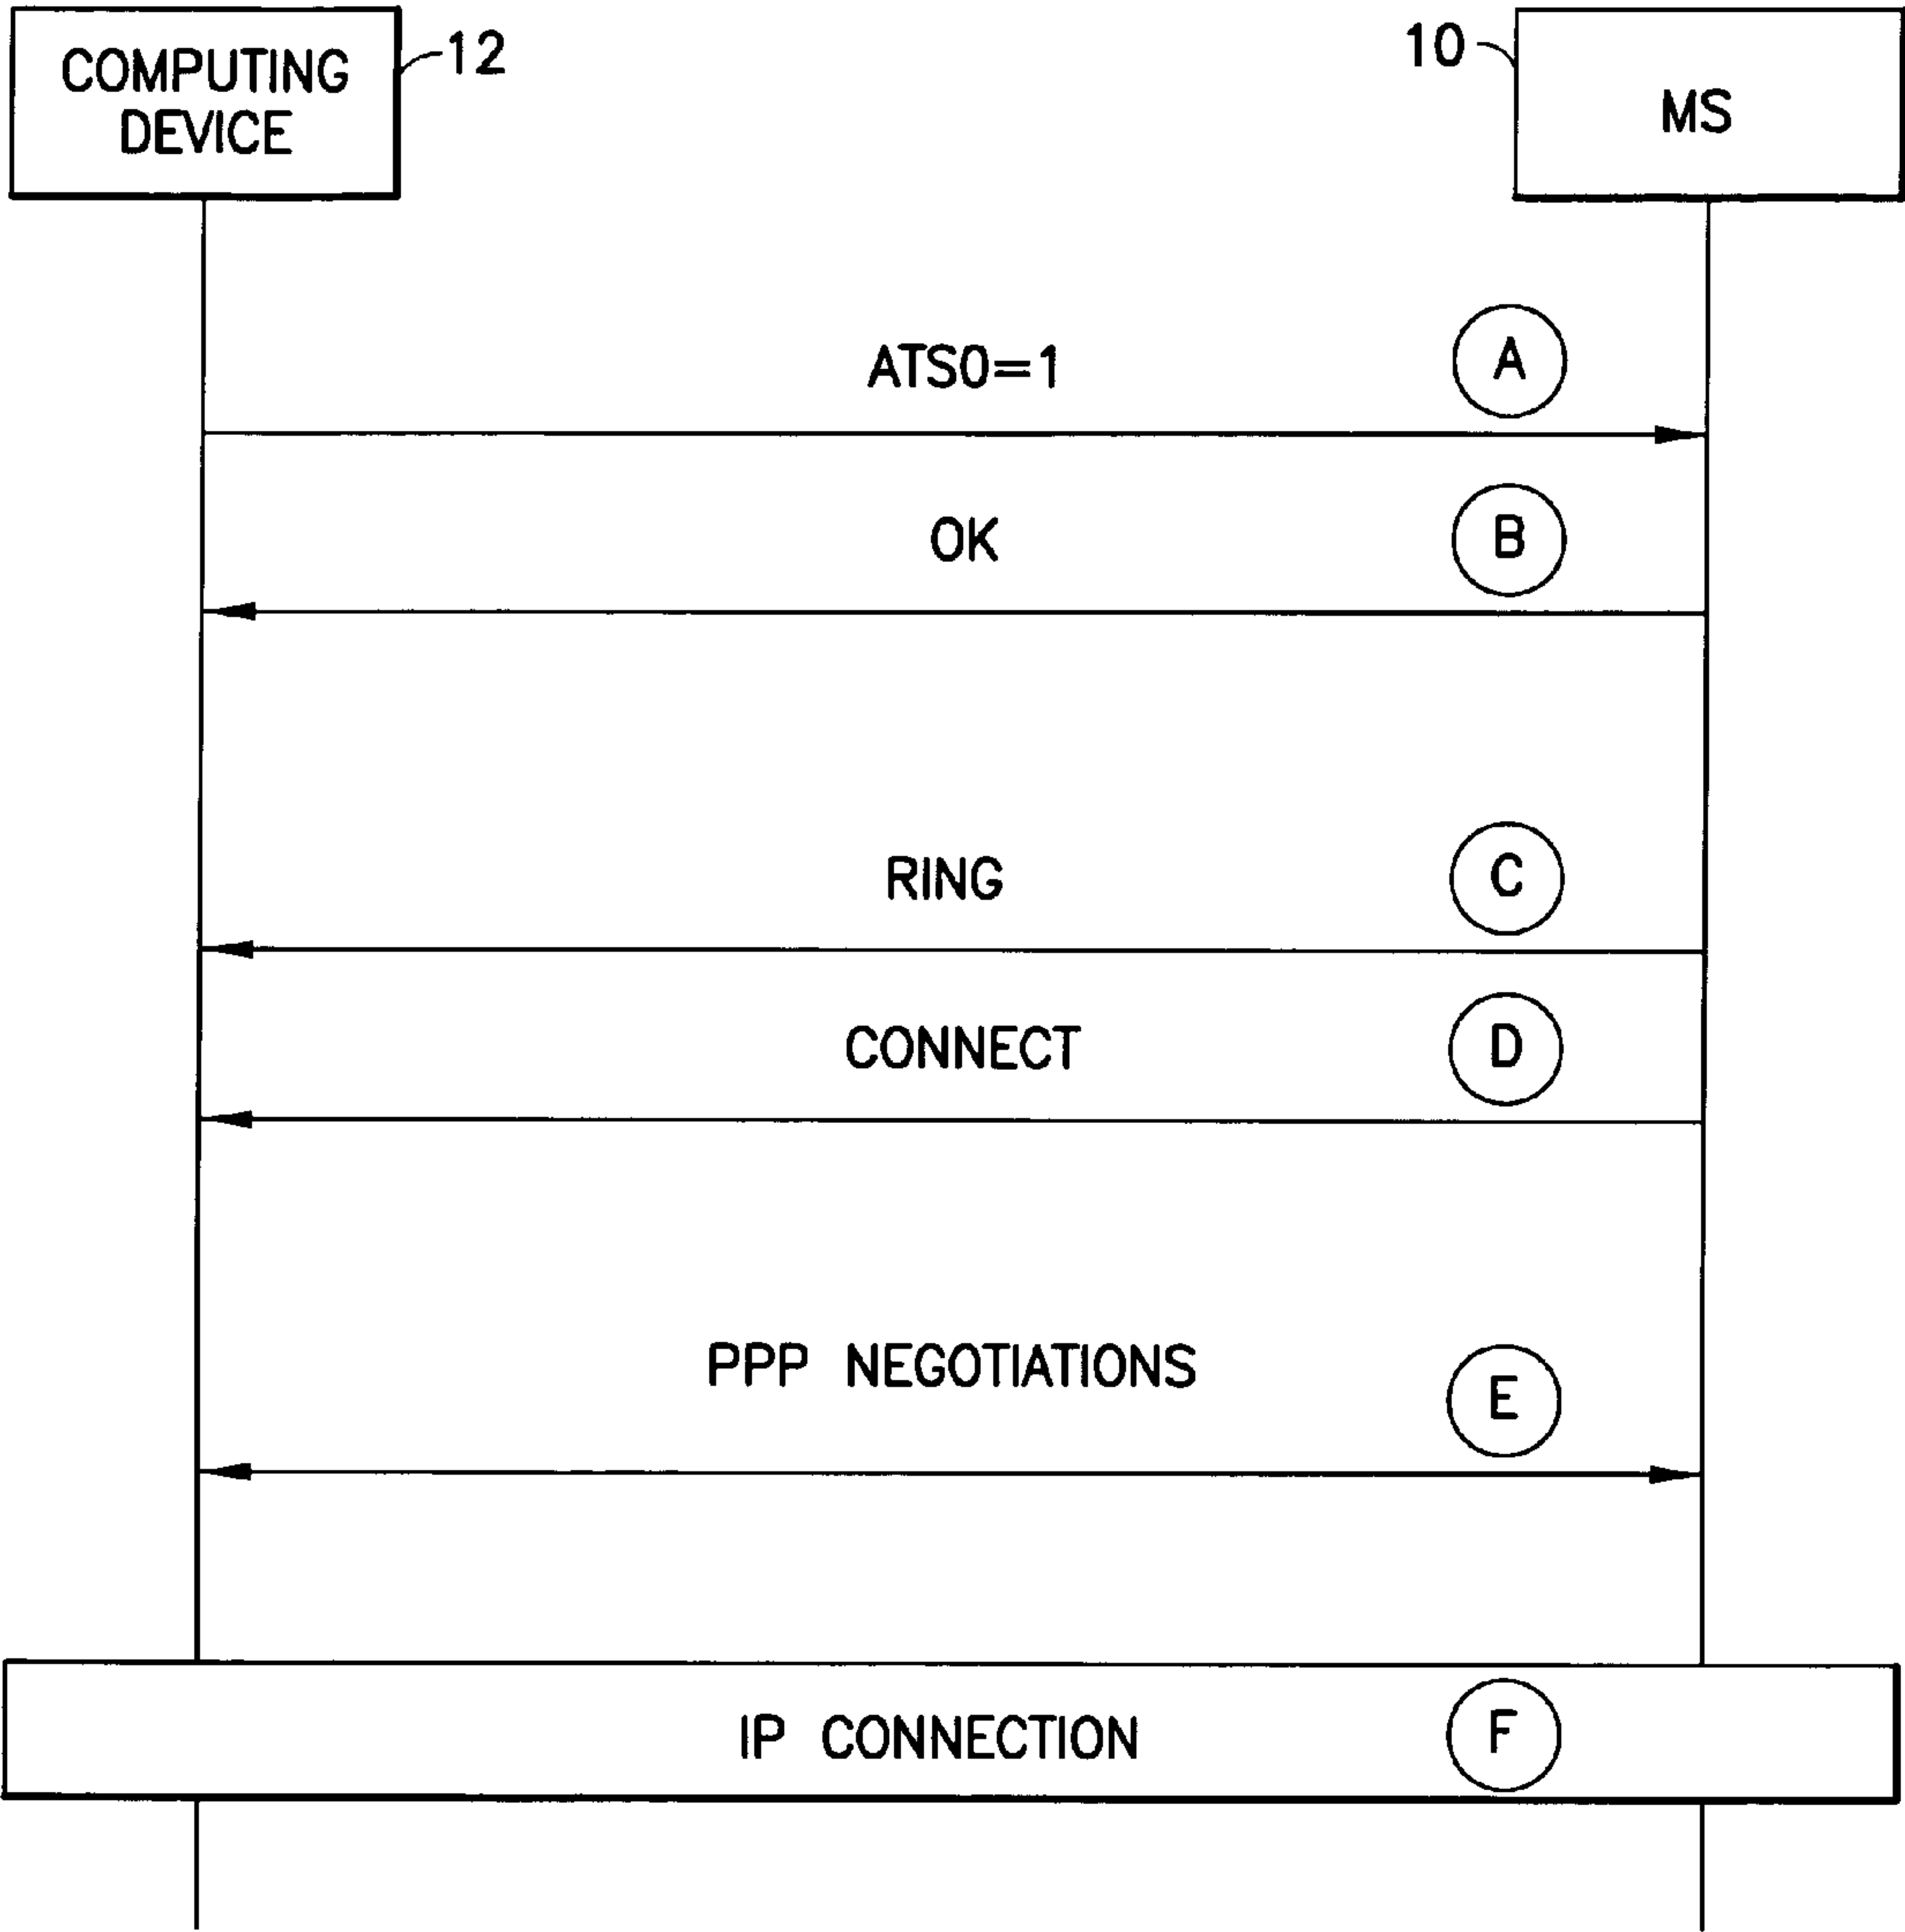 COMPUTING
DEVICE
12
10
MS
ATS0=1
A
OK
B
RING
C
CONNECT
D
PPP NEGOTIATIONS
E
IP CONNECTION
F